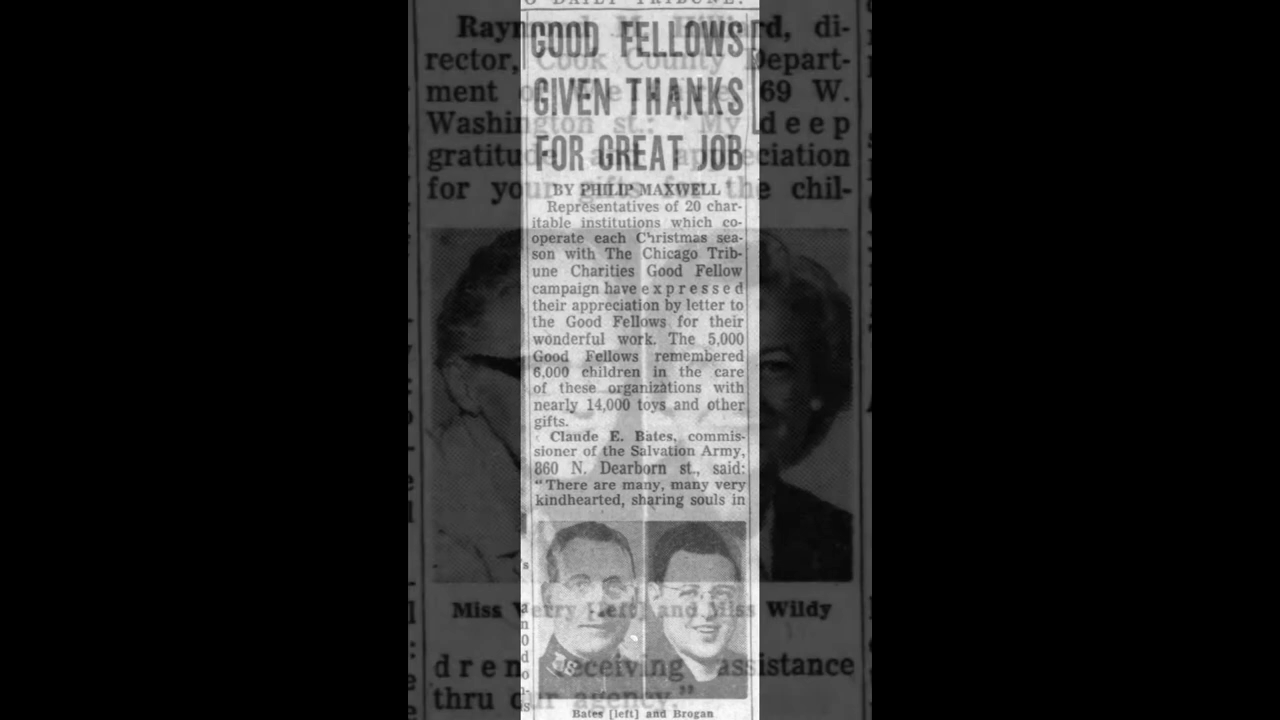 O DAILY TRIBUNE:
GOOD FELLOWS
GIVEN THANKS
FOR GREAT JOB
BY PHILIP MAXWELL
Representatives of 20 char-
itable institutions which co-
operate each Christmas sea-
son with The Chicago Trib-
une Charities Good Fellow
campaign have expressed
their appreciation by letter to
the Good Fellows for their
wonderful work. The 5,000
Good Fellows remembered
6,000 children in the care
of these organizations with
nearly 14,000 toys and other
gifts.
Claude E. Bates, commis-
sioner of the Salvation Army,
860 N. Dearborn st., said:
"There are many, many very
kindhearted, sharing souls in
Bates [left] and Brogan
Raymond M. Hilliard, di-
rector, Cook County Depart-
ment of Welfare, 69 W.
Washington st.: "My deep
gratitude and appreciation
for your gifts for the chil-
Miss Verry [left] and Miss Wildy
dren receiving assistance
thru our agency."